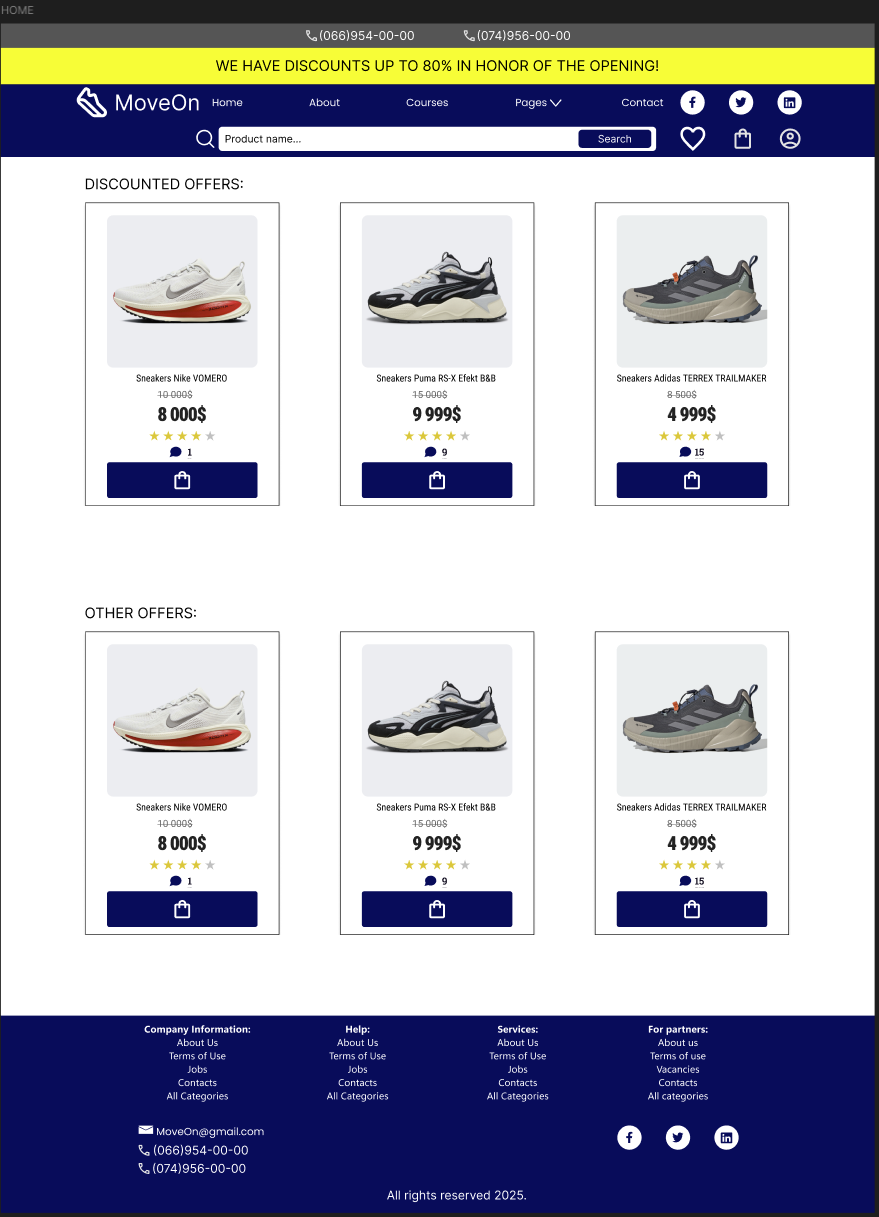 HOME
(066)954-00-00 (074)956-00-00
WE HAVE DISCOUNTS UP TO 80% IN HONOR OF THE OPENING!
MoveOn Home About Courses Pages Contact
Product name... Search
DISCOUNTED OFFERS:
Sneakers Nike VOMERO
10 000$
8 000$
1
Sneakers Puma RS-X Efekt B&B
15 000$
9 999$
9
Sneakers Adidas TERREX TRAILMAKER
8 500$
4 999$
15
OTHER OFFERS:
Sneakers Nike VOMERO
10 000$
8 000$
1
Sneakers Puma RS-X Efekt B&B
15 000$
9 999$
9
Sneakers Adidas TERREX TRAILMAKER
8 500$
4 999$
15
Company Information:
About Us
Terms of Use
Jobs
Contacts
All Categories
Help:
About Us
Terms of Use
Jobs
Contacts
All Categories
Services:
About Us
Terms of Use
Jobs
Contacts
All Categories
For partners:
About us
Terms of use
Vacancies
Contacts
All categories
MoveOn@gmail.com
(066)954-00-00
(074)956-00-00
All rights reserved 2025.